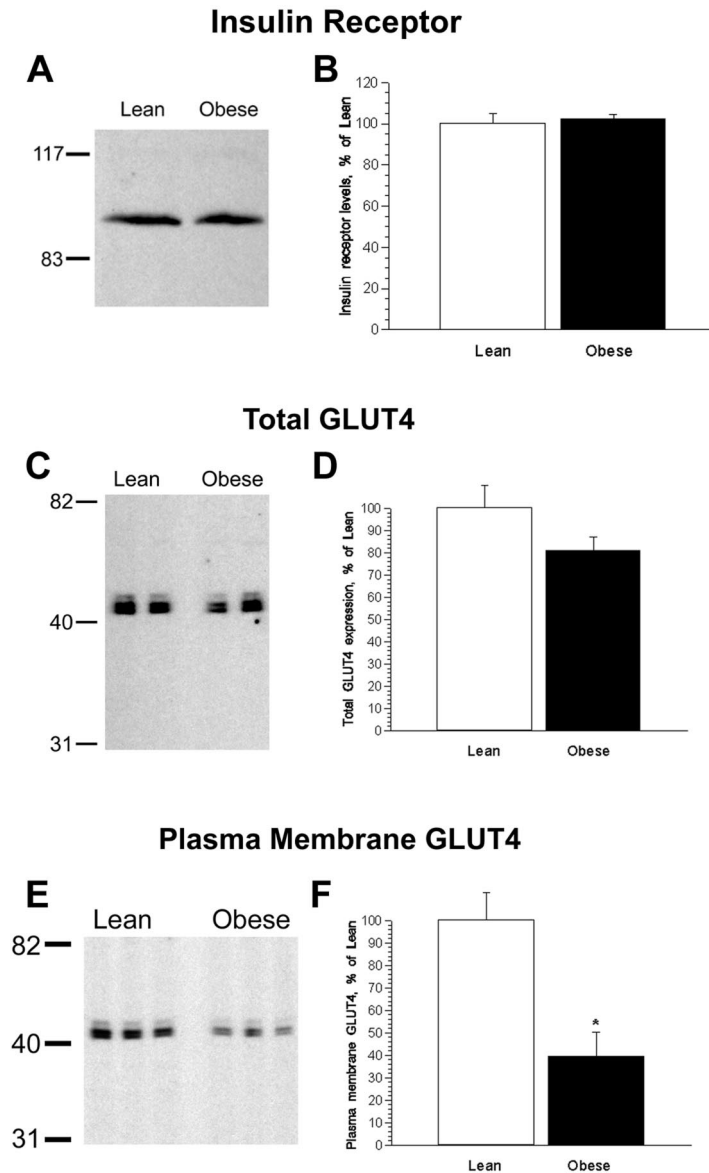 Insulin Receptor
A
Lean Obese
117
83
B
Insulin receptor levels, % of Lean
120
100
80
60
40
20
0
Lean Obese
Total GLUT4
C
Lean Obese
82
40
31
D
Total GLUT4 expression, % of Lean
100
90
80
70
60
50
40
30
20
10
0
Lean Obese
Plasma Membrane GLUT4
E
Lean Obese
82
40
31
F
Plasma membrane GLUT4, % of Lean
100
90
80
70
60
50
40
30
20
10
0
*
Lean Obese